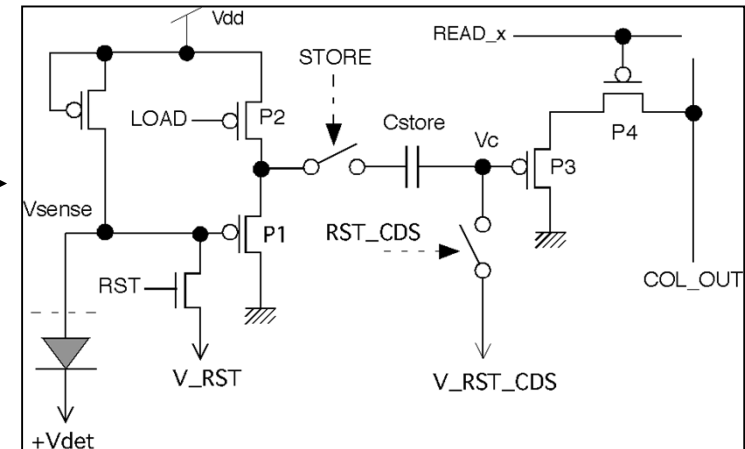 Vdd
READ_x
STORE
LOAD
P2
Cstore
Vc
P4
P3
Vsense
P1
RST_CDS
RST
COL_OUT
V_RST
V_RST_CDS
+Vdet